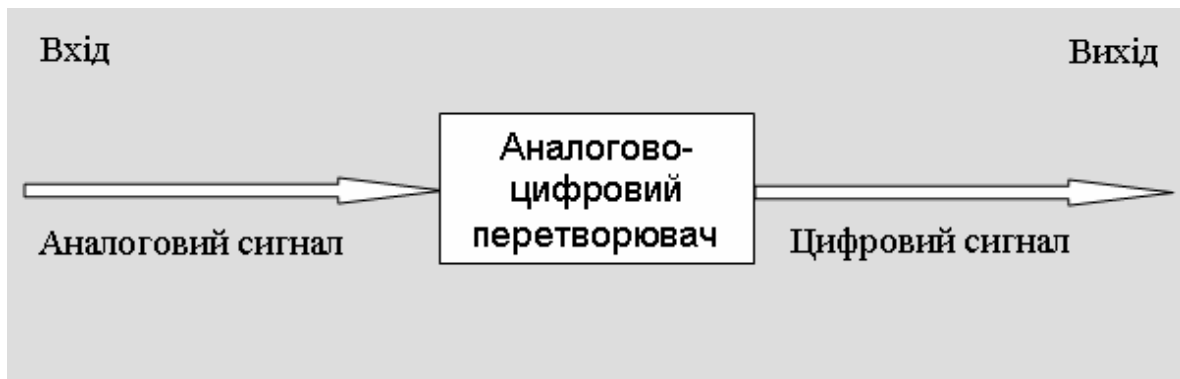 Вхід
Вихід
Аналогово-
цифровий
перетворювач
Аналоговий сигнал
Цифровий сигнал